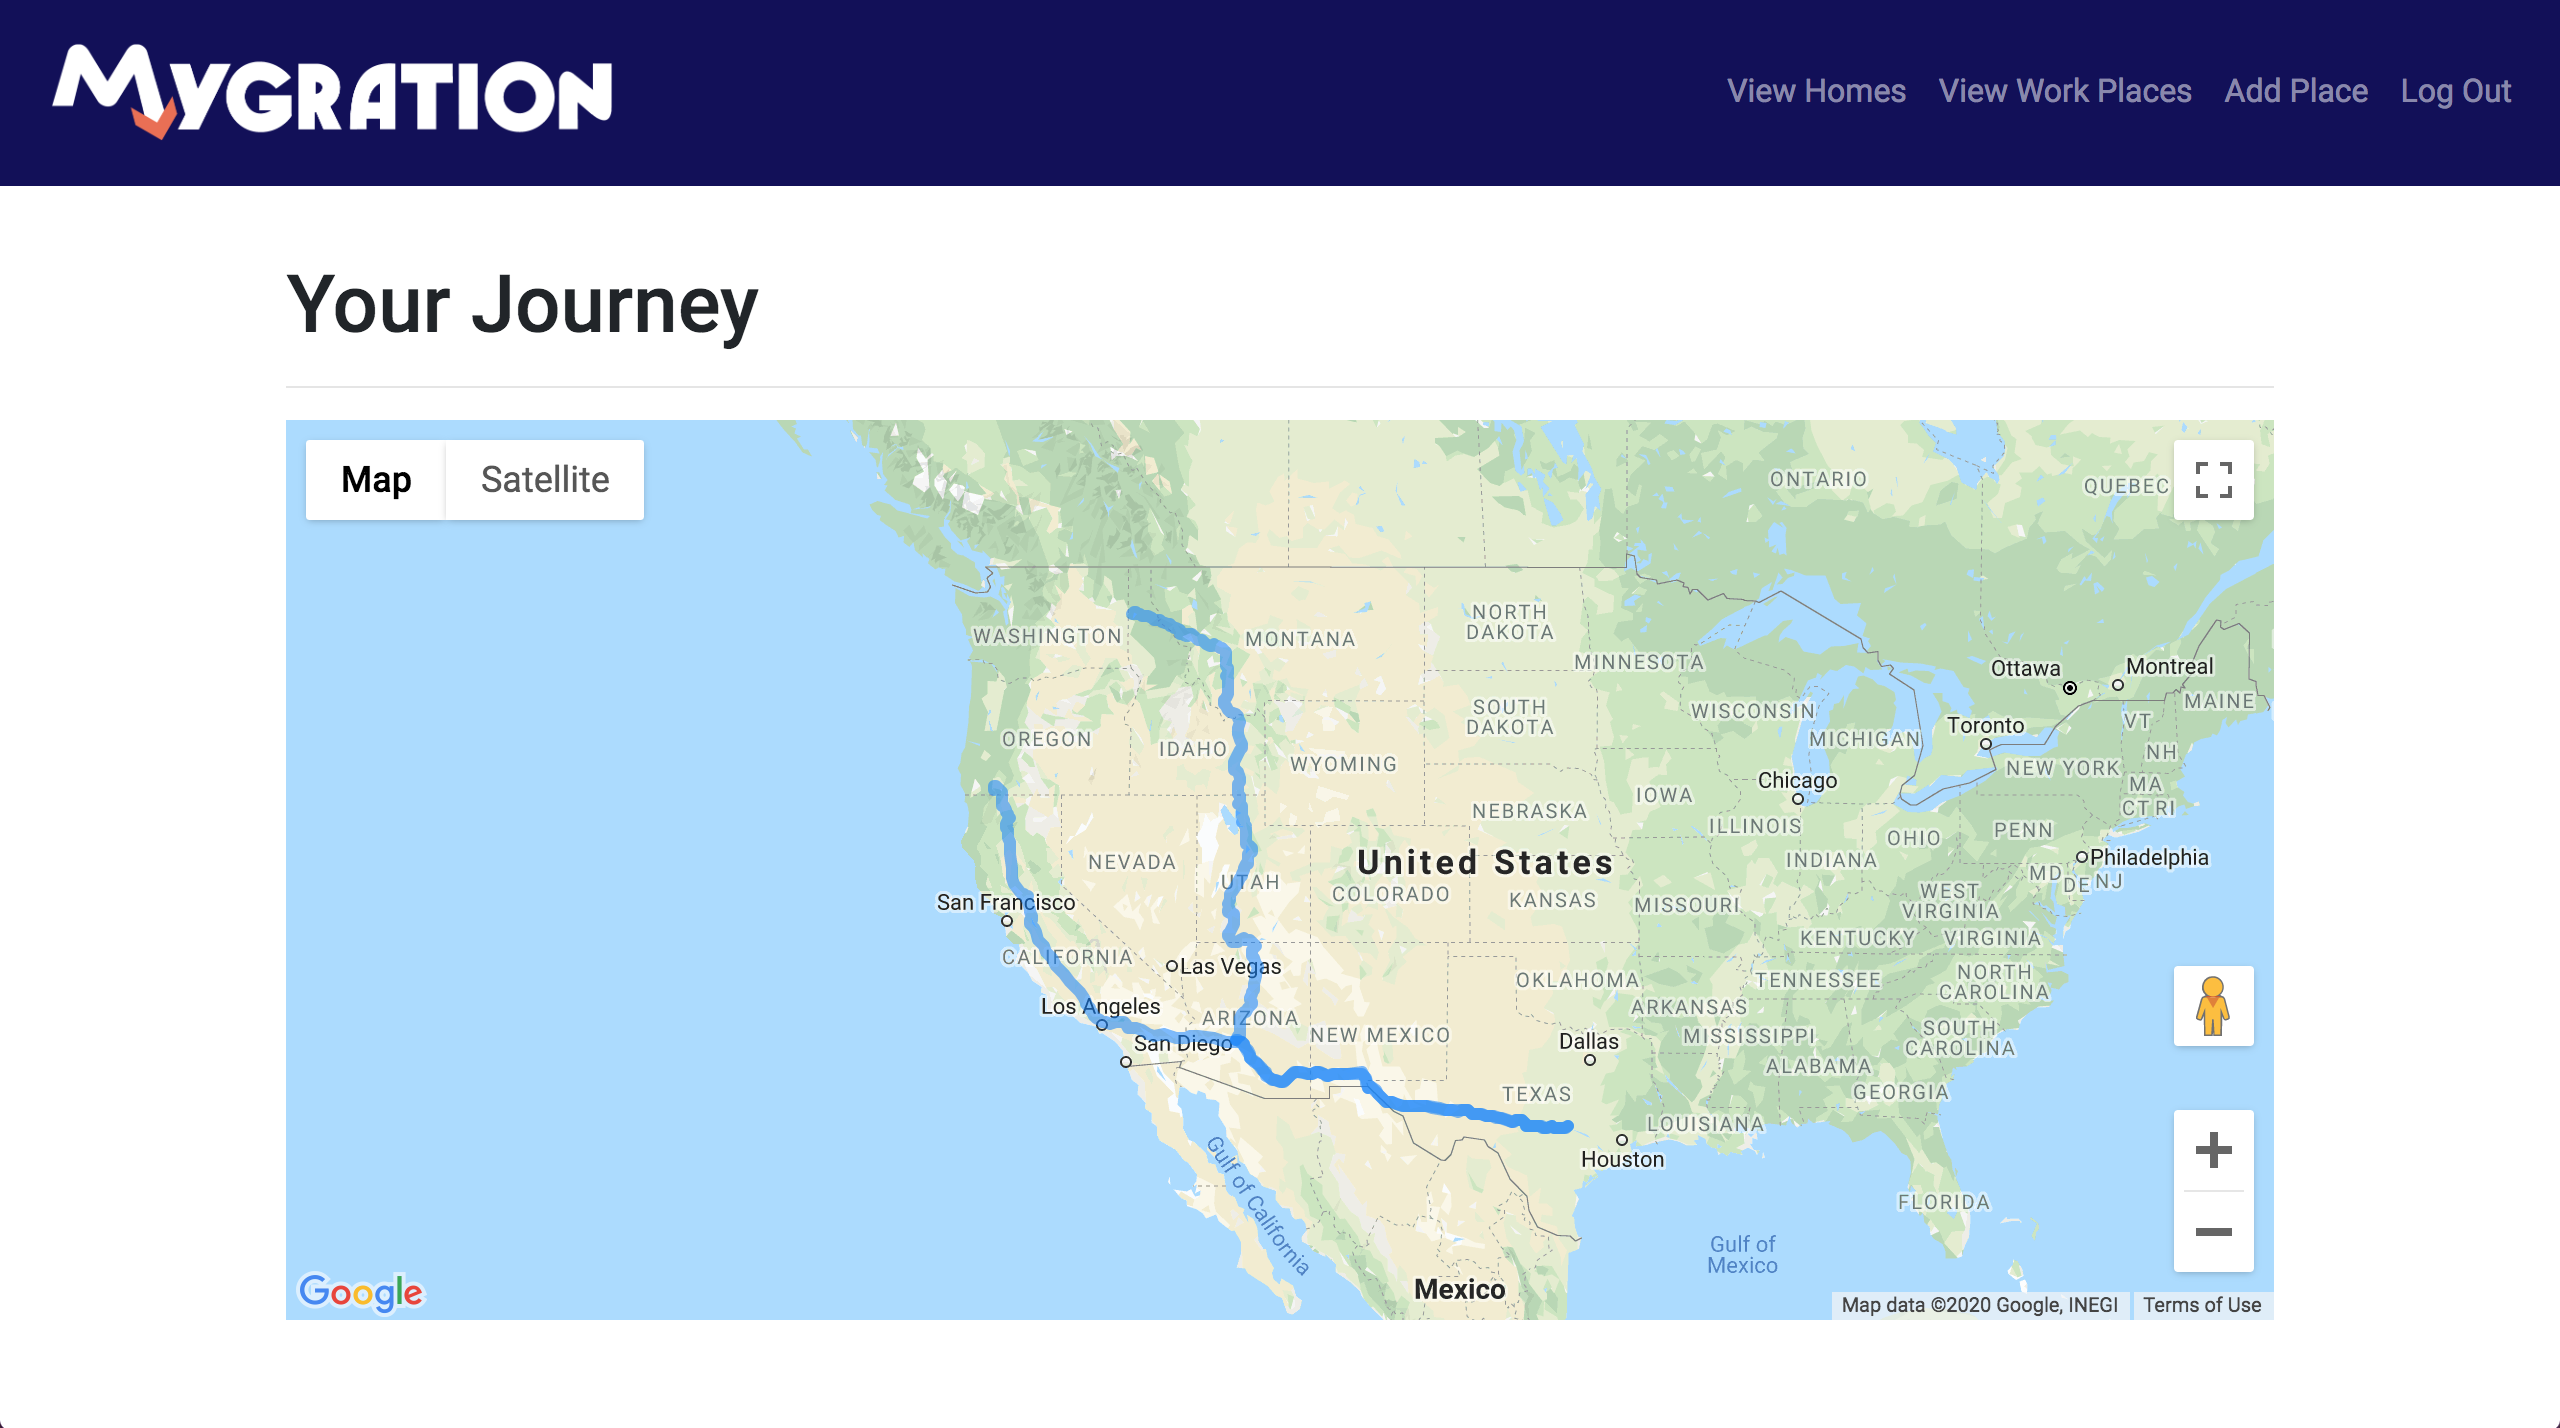 MYGRATION
View Homes
View Work Places
Add Place
Log Out
Your Journey
Map
Satellite
ONTARIO
QUEBEC
NORTH
DAKOTA
WASHINGTON
MONTANA
MINNESOTA
Ottawa
Montreal
MAINE
SOUTH
DAKOTA
WISCONSIN
VT
OREGON
IDAHO
MICHIGAN
Toronto
NH
WYOMING
NEW YORK
Chicago
MA
IOWA
CT RI
NEBRASKA
ILLINOIS
OHIO
PENN
NEVADA
United States
INDIANA
Philadelphia
UTAH
COLORADO
KANSAS
MD
DE
NJ
WEST
VIRGINIA
San Francisco
MISSOURI
KENTUCKY
VIRGINIA
CALIFORNIA
Las Vegas
OKLAHOMA
TENNESSEE
NORTH
CAROLINA
Los Angeles
ARIZONA
ARKANSAS
NEW MEXICO
San Diego
Dallas
MISSISSIPPI
SOUTH
CAROLINA
ALABAMA
TEXAS
GEORGIA
LOUISIANA
Houston
Gulf of California
FLORIDA
Gulf of
Mexico
Mexico
Google
Map data ©2020 Google, INEGI
Terms of Use